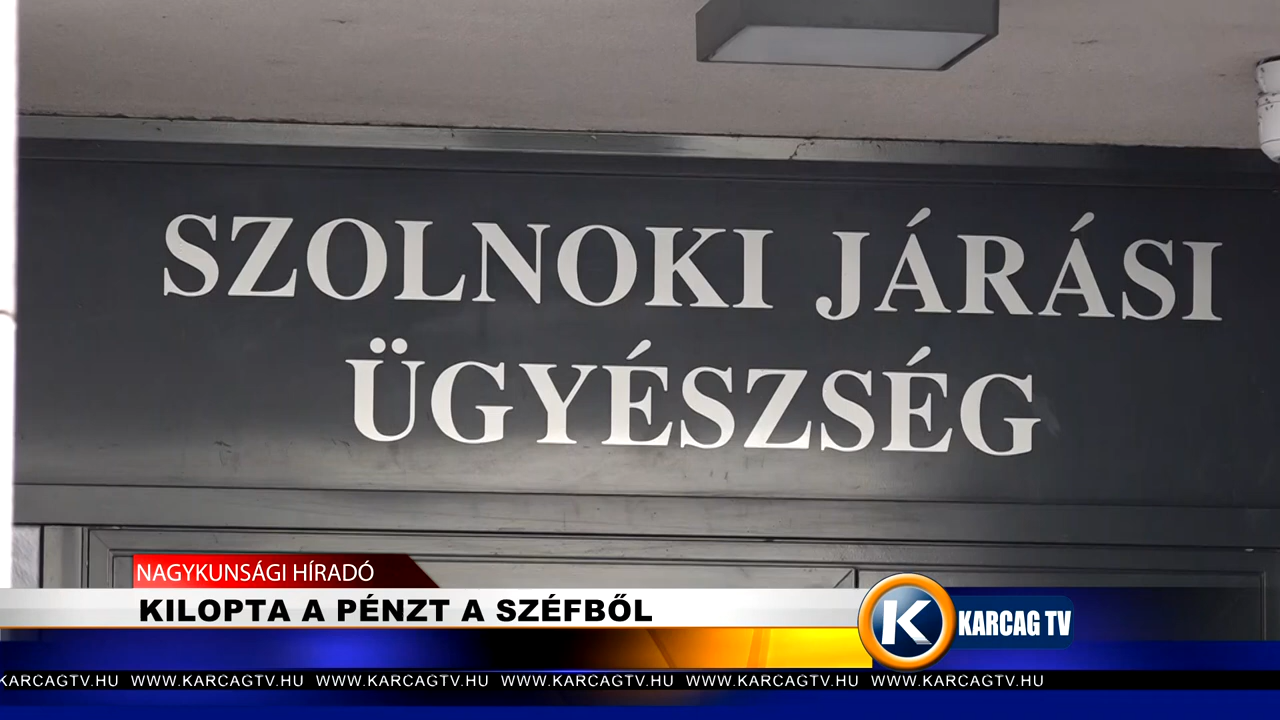 SZOLNOKI JÁRÁSI
ÜGYÉSZSÉG
NAGYKUNSÁGI HÍRADÓ
KILOPTA A PÉNZT A SZÉFBŐL
K KARCAG TV
KARCAGTV.HU WWW.KARCAGTV.HU WWW.KARCAGTV.HU WWW.KARCAGTV.HU WWW.KARCAGTV.HU WWW.KARCAGTV.HU